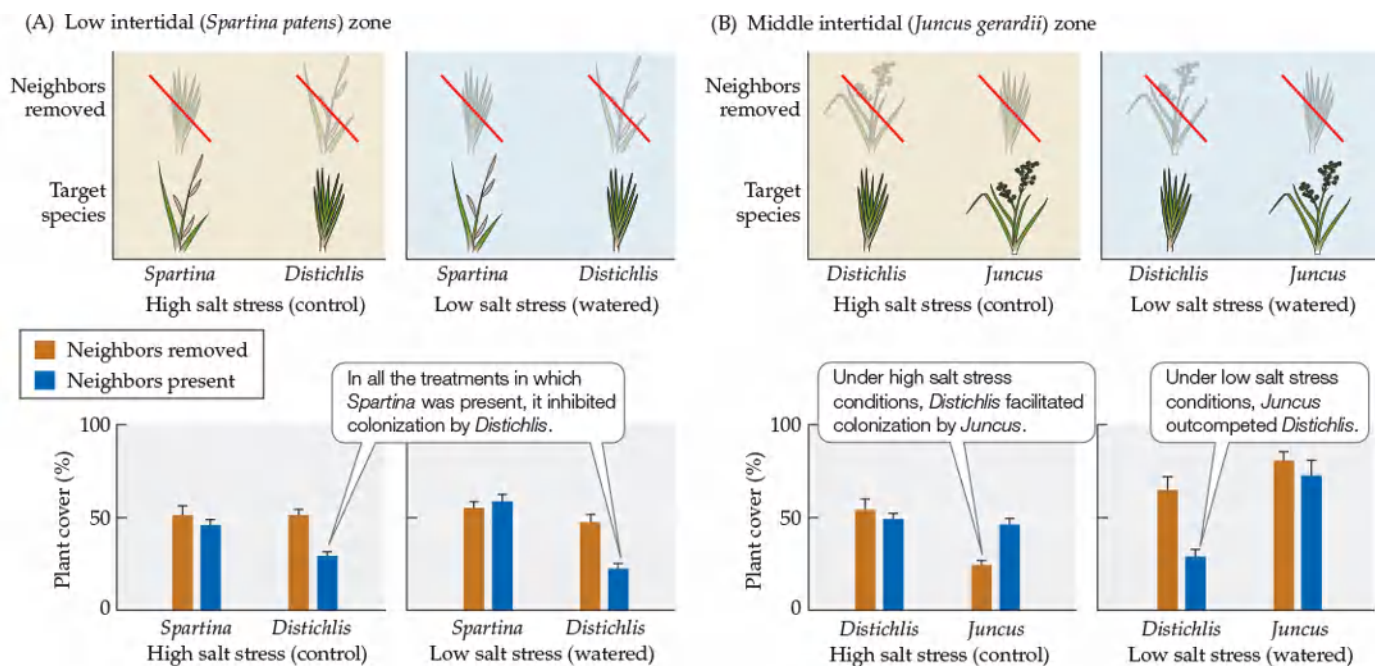 (A) Low intertidal (Spartina patens) zone
(B) Middle intertidal (Juncus gerardii) zone
Neighbors
removed
Target
species
Spartina
Distichlis
High salt stress (control)
Spartina
Distichlis
Low salt stress (watered)
Neighbors
removed
Target
species
Distichlis
Juncus
High salt stress (control)
Distichlis
Juncus
Low salt stress (watered)
Neighbors removed
Neighbors present
In all the treatments in which
Spartina was present, it inhibited
colonization by Distichlis.
Under high salt stress
conditions, Distichlis facilitated
colonization by Juncus.
Under low salt stress
conditions, Juncus
outcompeted Distichlis.
Plant cover (%)
100
50
0
Spartina
Distichlis
High salt stress (control)
Spartina
Distichlis
Low salt stress (watered)
Plant cover (%)
100
50
0
Distichlis
Juncus
High salt stress (control)
Distichlis
Juncus
Low salt stress (watered)